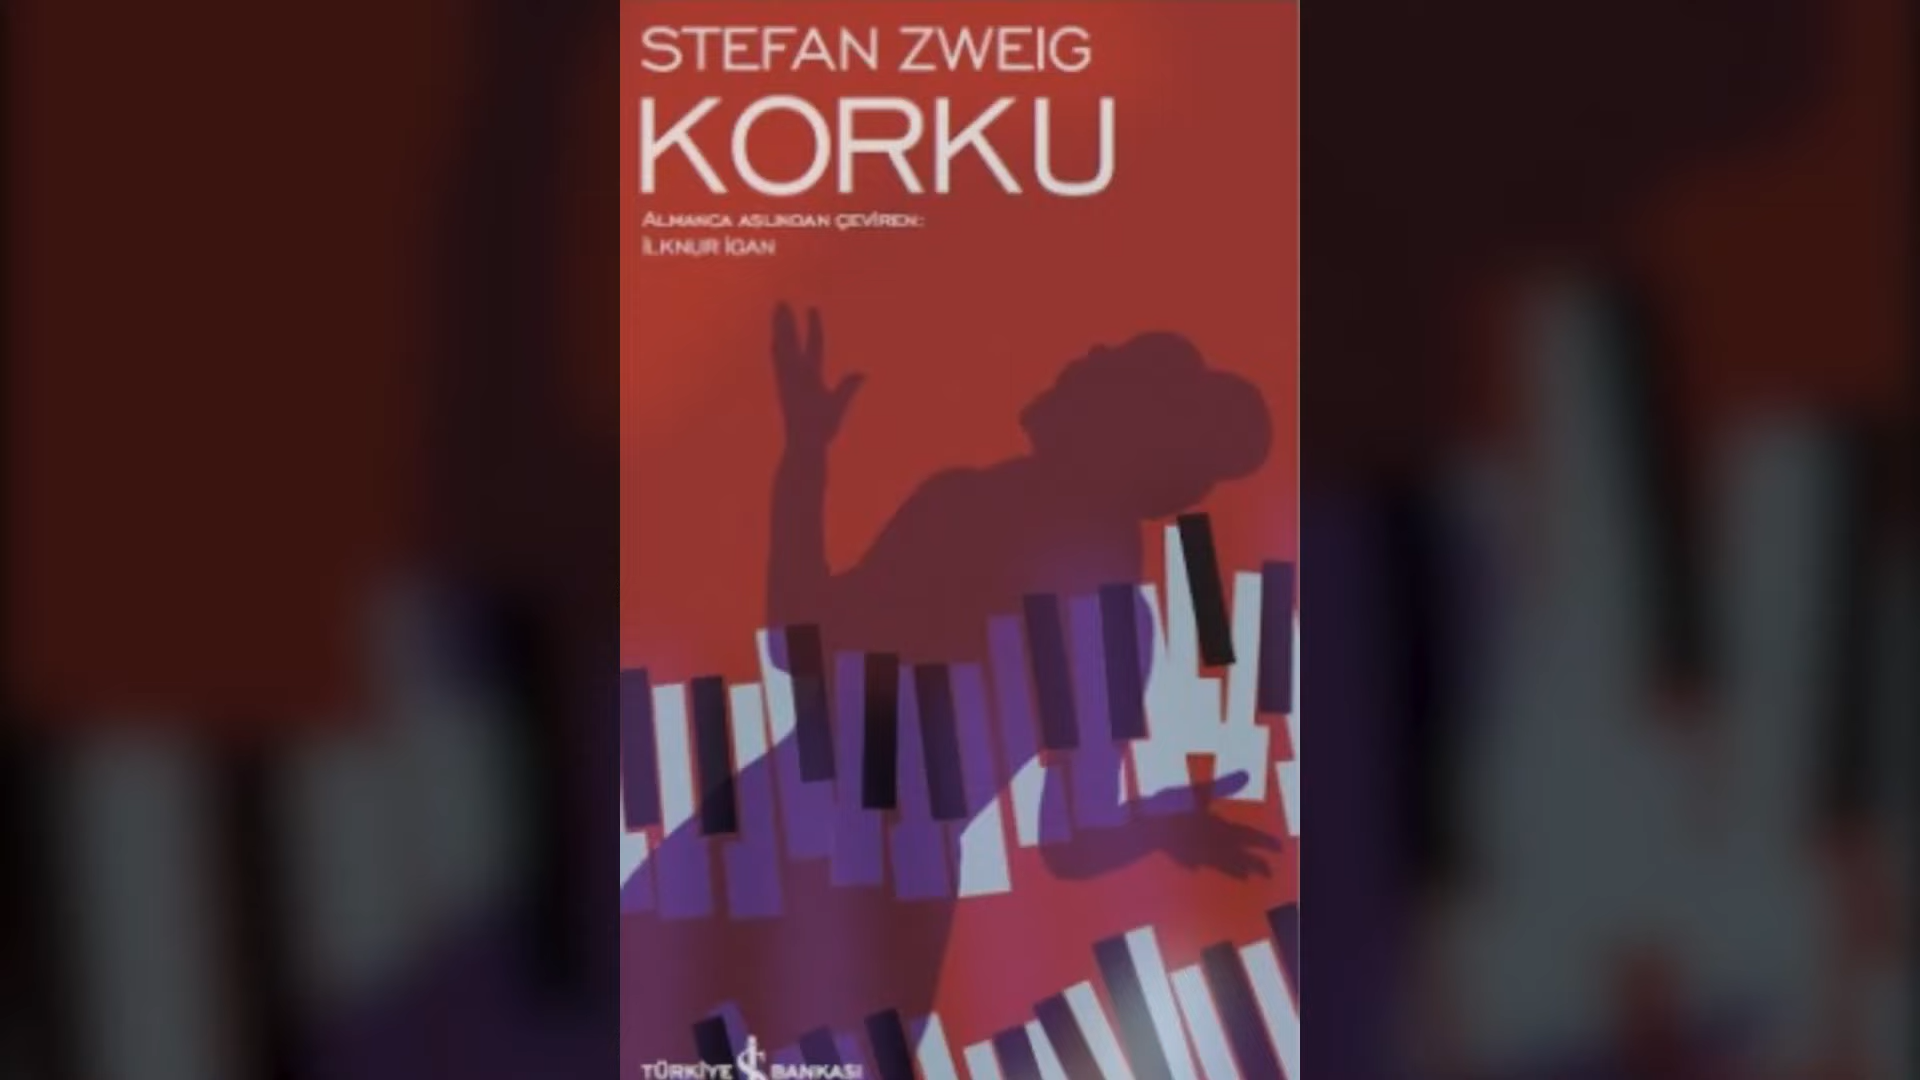 STEFAN ZWEIG
KORKU
ALMANCA ASLINDAN ÇEVİREN:
İLKNUR İGAN
TÜRKİYE İŞ BANKASI